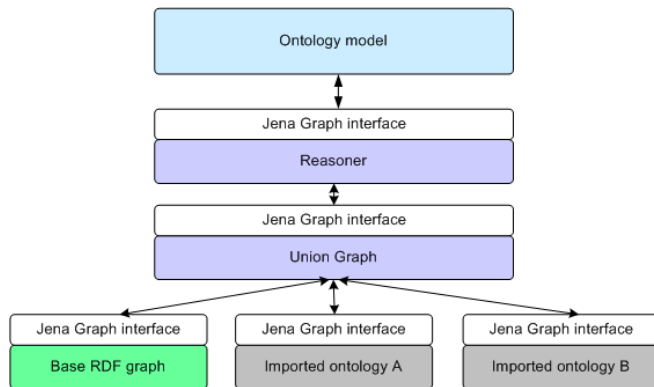 Ontology model
Jena Graph interface
Reasoner
Jena Graph interface
Union Graph
Jena Graph interface
Jena Graph interface
Jena Graph interface
Base RDF graph
Imported ontology A
Imported ontology B